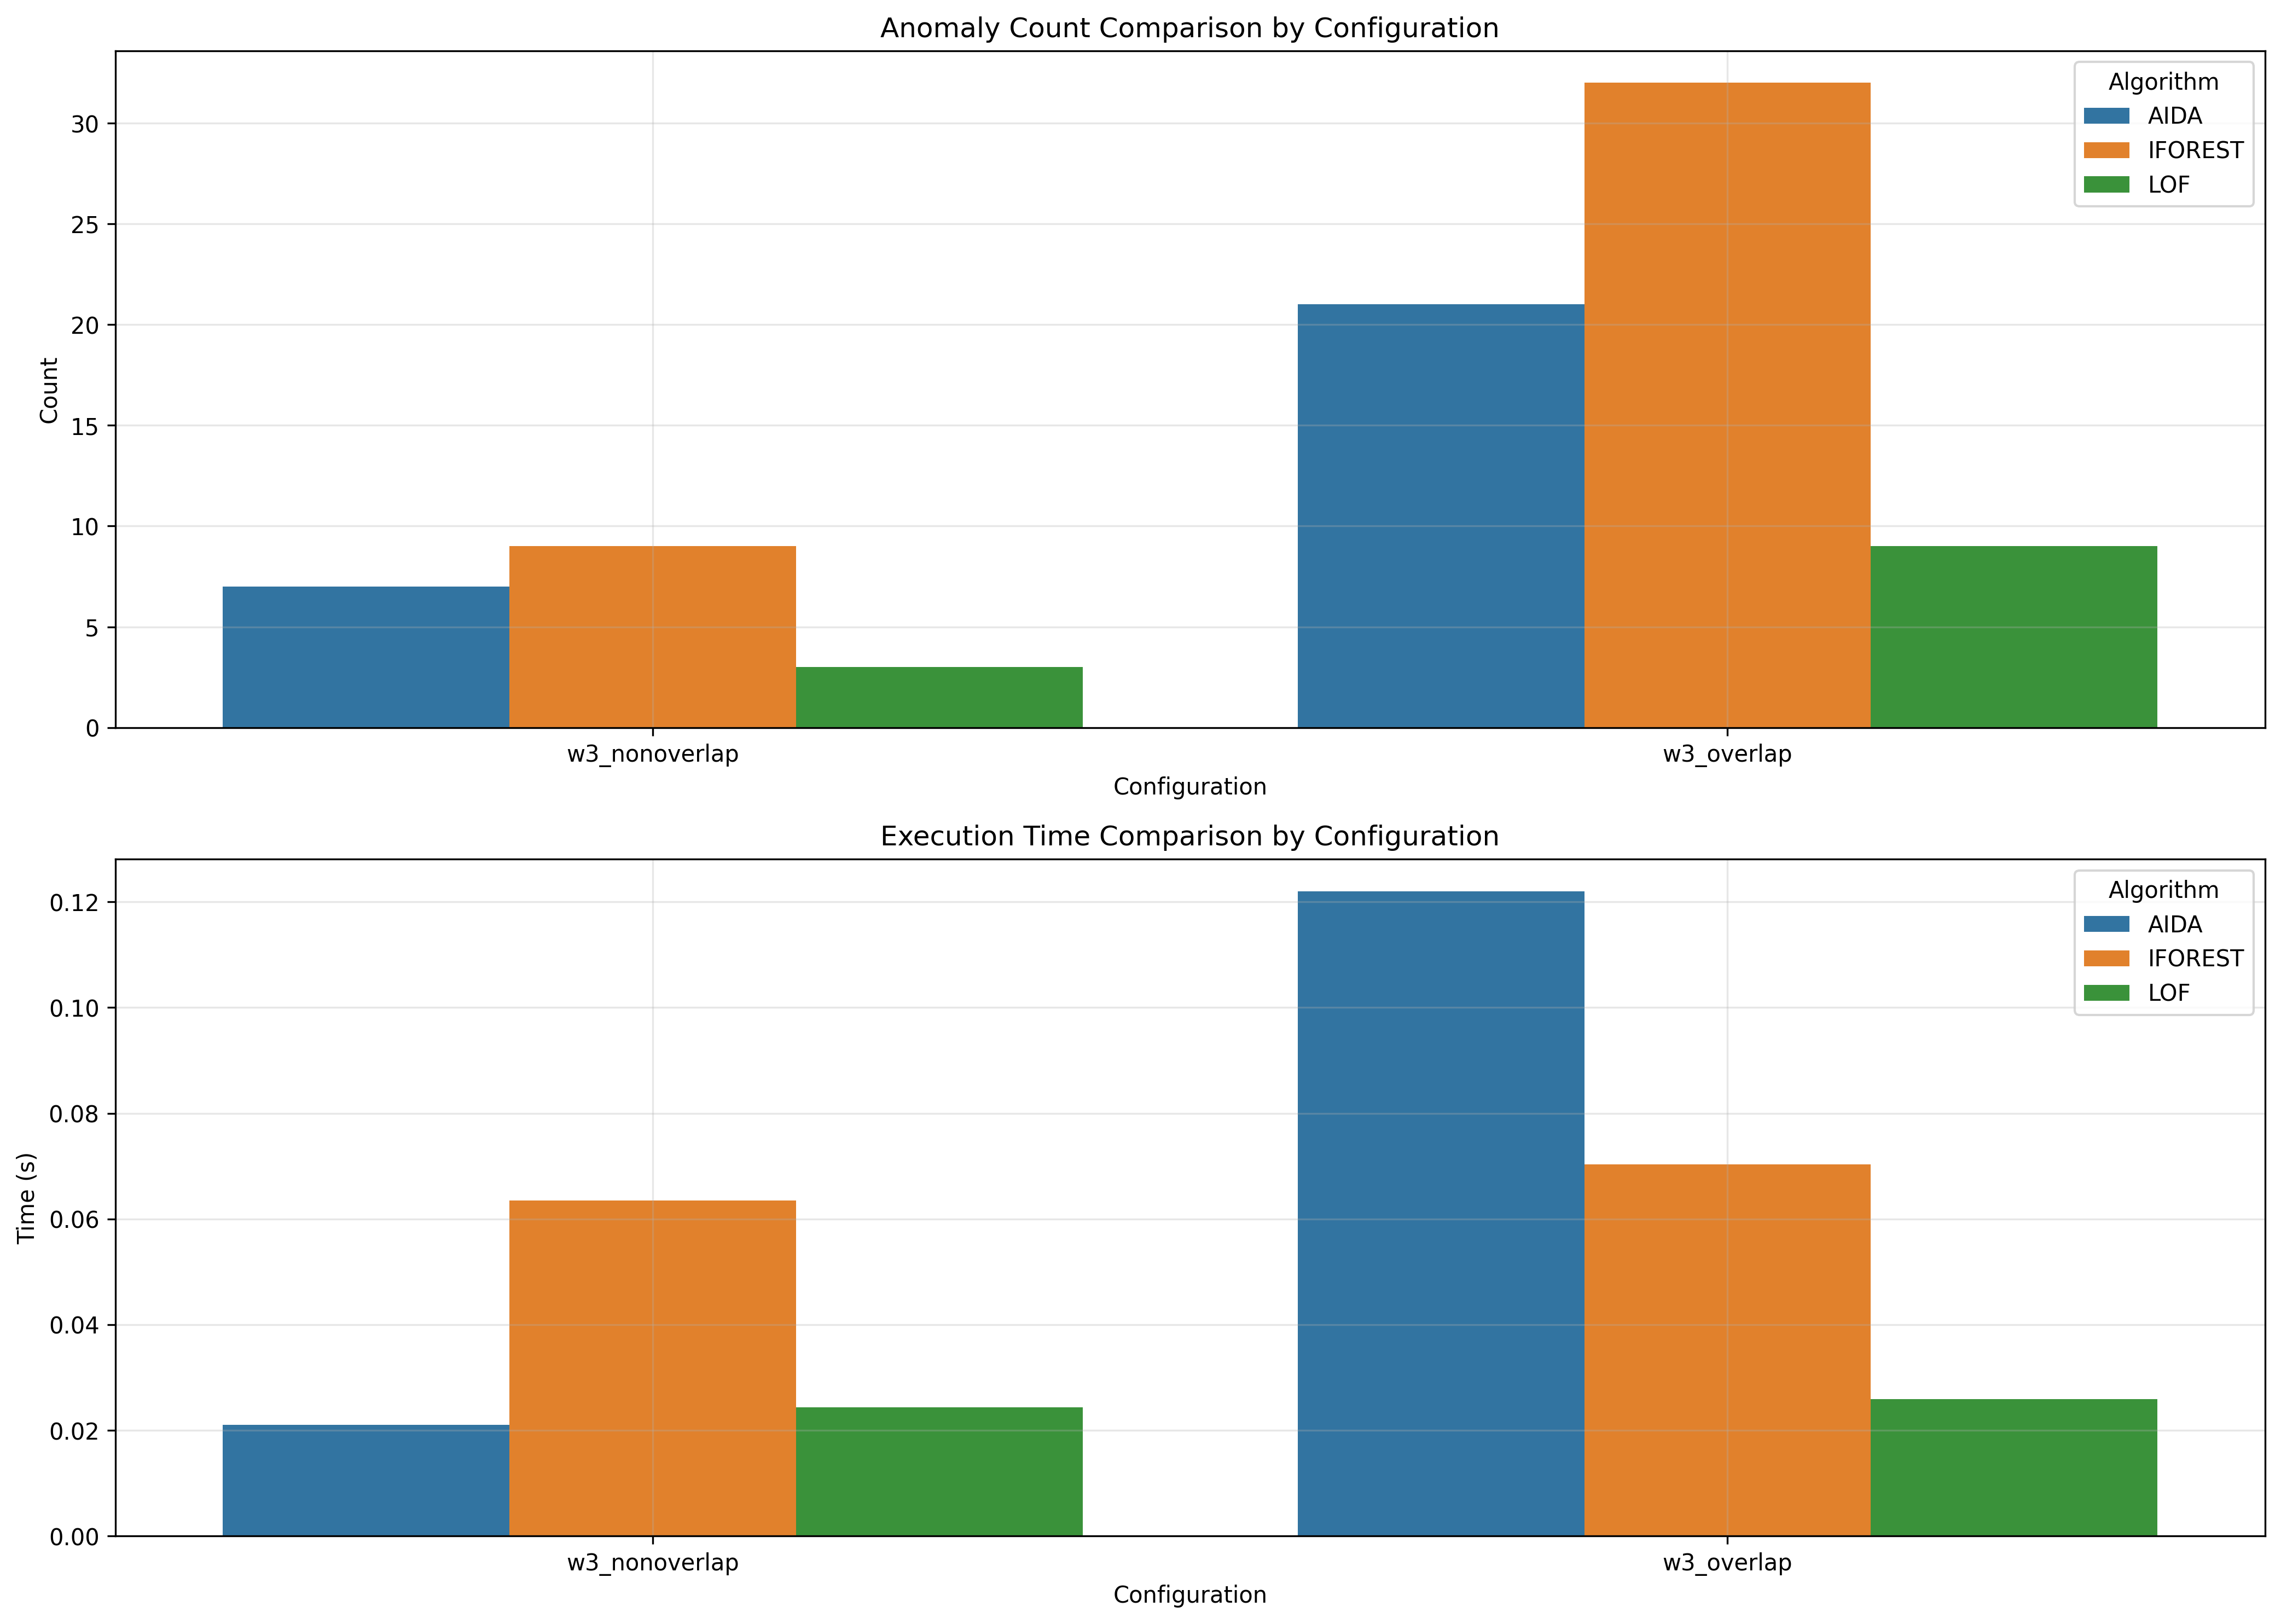 Anomaly Count Comparison by Configuration
Algorithm
AIDA
IFOREST
LOF
Count
30
25
20
15
10
5
0
w3_nonoverlap
w3_overlap
Configuration
Execution Time Comparison by Configuration
Algorithm
AIDA
IFOREST
LOF
Time (s)
0.12
0.10
0.08
0.06
0.04
0.02
0.00
w3_nonoverlap
w3_overlap
Configuration